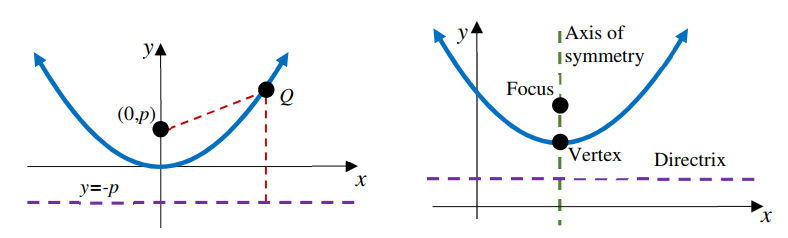 y
(0,p)
Q
x
y=-p
y
Axis of
symmetry
Focus
Vertex
Directrix
x